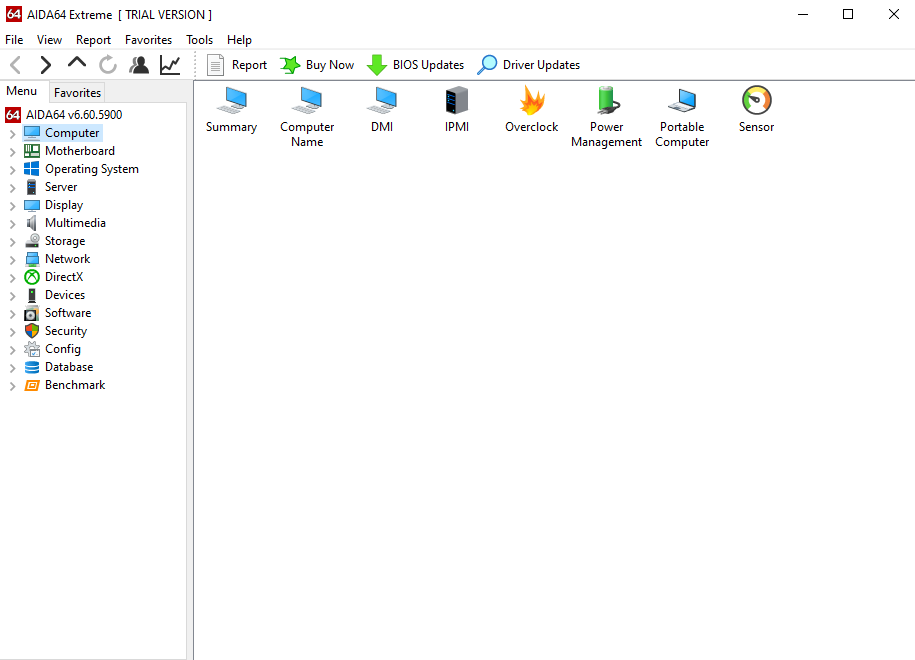 64 AIDA64 Extreme [ TRIAL VERSION ]
File View Report Favorites Tools Help
Report Buy Now BIOS Updates Driver Updates
Menu Favorites
64 AIDA64 v6.60.5900
Computer
Motherboard
Operating System
Server
Display
Multimedia
Storage
Network
DirectX
Devices
Software
Security
Config
Database
Benchmark
Summary
Computer
Name
DMI
IPMI
Overclock
Power
Management
Portable
Computer
Sensor